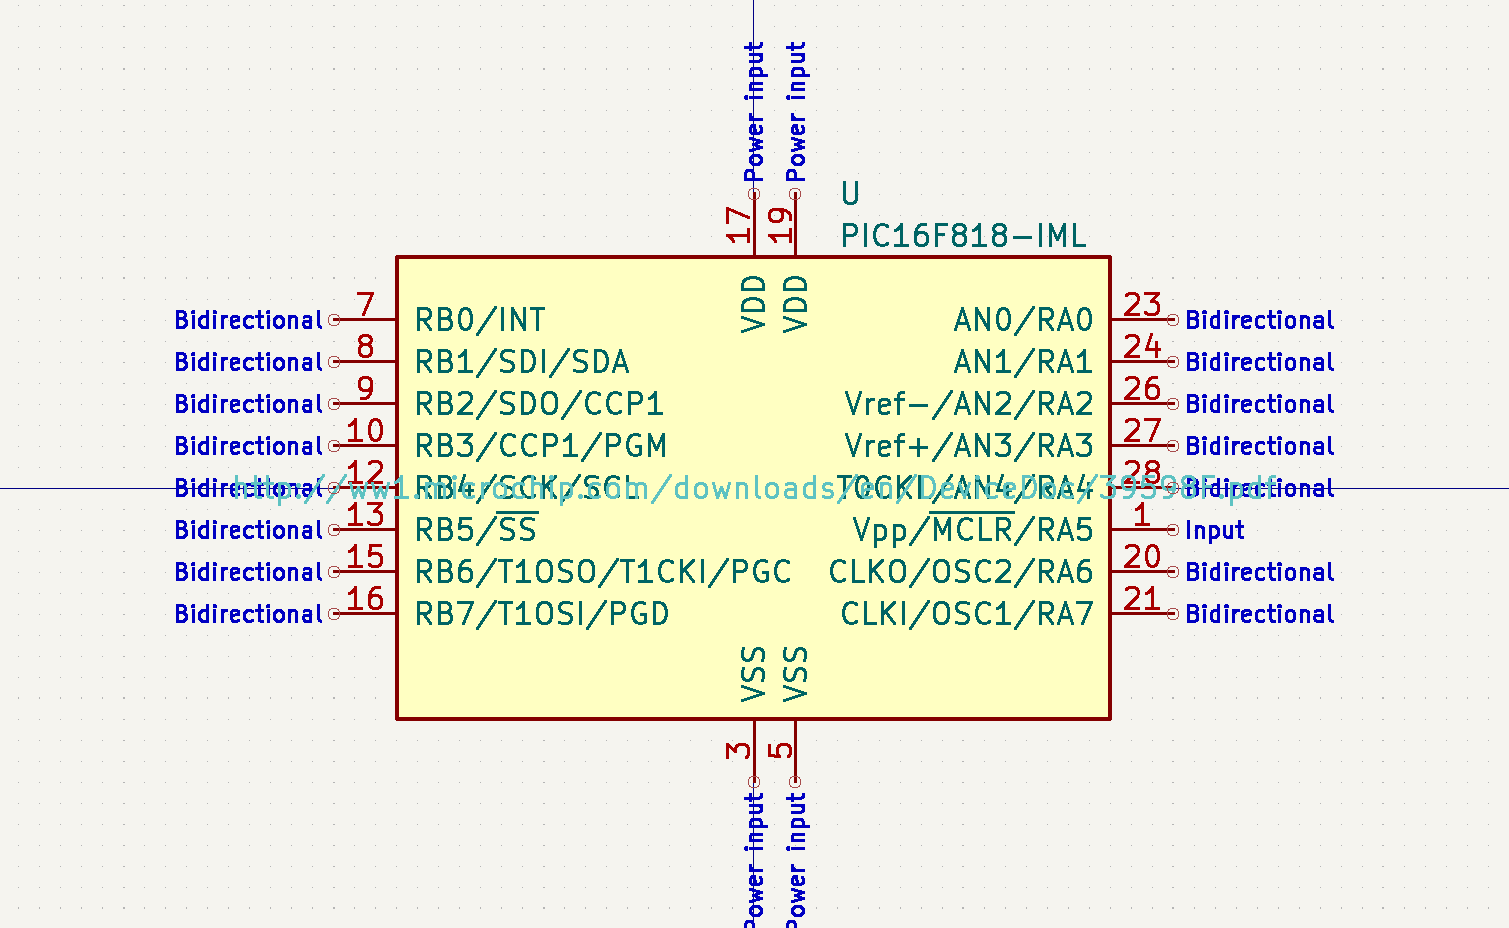 Power input
Power input
17
19
U
PIC16F818-IML
VDD
VDD
Bidirectional 7 RB0/INT AN0/RA0 23 Bidirectional
Bidirectional 8 RB1/SDI/SDA AN1/RA1 24 Bidirectional
Bidirectional 9 RB2/SDO/CCP1 Vref-/AN2/RA2 26 Bidirectional
Bidirectional 10 RB3/CCP1/PGM Vref+/AN3/RA3 27 Bidirectional
Bidirectional 12 RB4/SCK/SCL T0CKI/AN4/RA4 28 Bidirectional
http://ww1.microchip.com/downloads/en/DeviceDoc/39598F.pdf
Bidirectional 13 RB5/SS Vpp/MCLR/RA5 1 Input
Bidirectional 15 RB6/T1OSO/T1CKI/PGC CLKO/OSC2/RA6 20 Bidirectional
Bidirectional 16 RB7/T1OSI/PGD CLKI/OSC1/RA7 21 Bidirectional
VSS
VSS
3
5
Power input
Power input